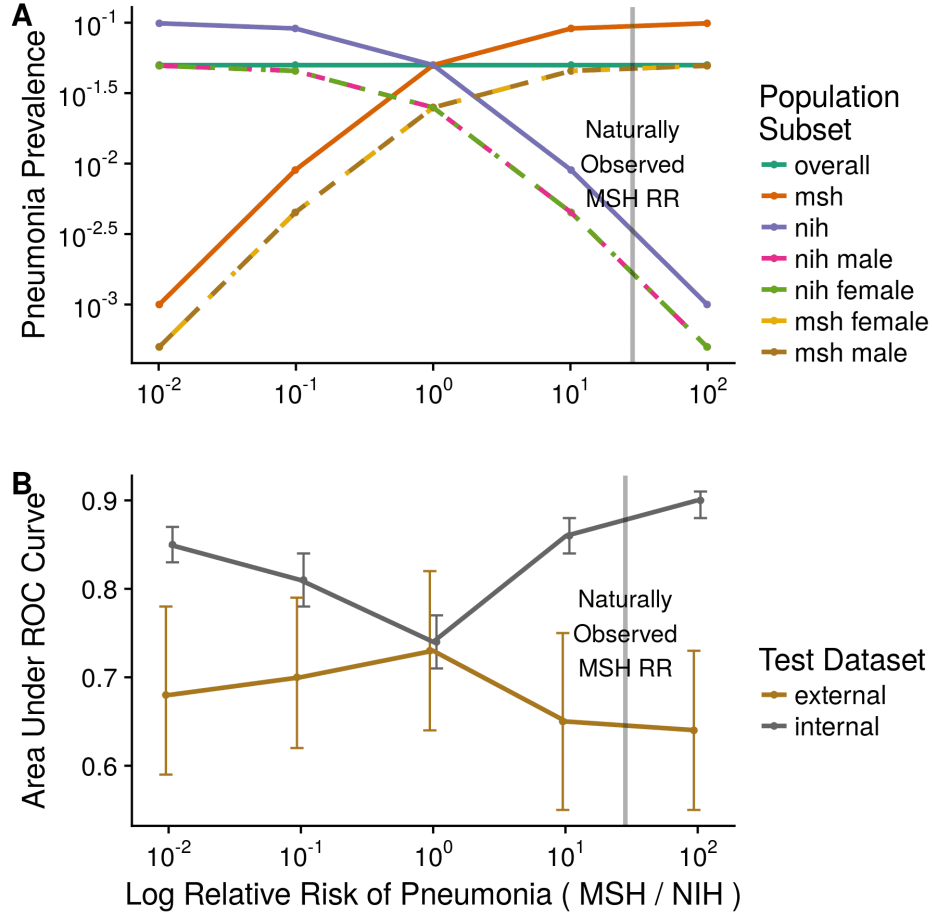 A
Pneumonia Prevalence
10^-1
10^-1.5
10^-2
10^-2.5
10^-3
Naturally
Observed
MSH RR
10^-2
10^-1
10^0
10^1
10^2
Population
Subset
overall
msh
nih
nih male
nih female
msh female
msh male
B
Area Under ROC Curve
0.9
0.8
0.7
0.6
Naturally
Observed
MSH RR
10^-2
10^-1
10^0
10^1
10^2
Log Relative Risk of Pneumonia ( MSH / NIH )
Test Dataset
external
internal